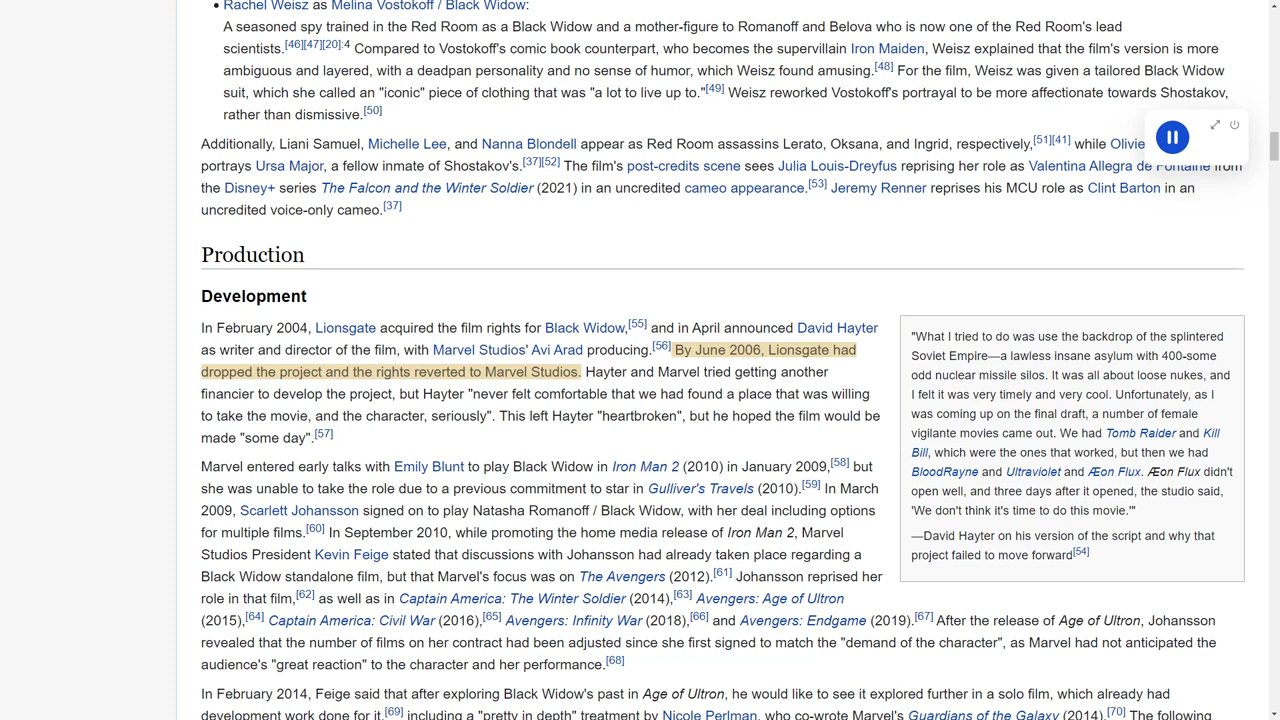 Rachel Weisz as Melina Vostokoff / Black Widow:
A seasoned spy trained in the Red Room as a Black Widow and a mother-figure to Romanoff and Belova who is now one of the Red Room's lead
scientists.[46][47][20]:4 Compared to Vostokoff's comic book counterpart, who becomes the supervillain Iron Maiden, Weisz explained that the film's version is more
ambiguous and layered, with a deadpan personality and no sense of humor, which Weisz found amusing.[48] For the film, Weisz was given a tailored Black Widow
suit, which she called an "iconic" piece of clothing that was "a lot to live up to."[49] Weisz reworked Vostokoff's portrayal to be more affectionate towards Shostakov,
rather than dismissive.[50]
Additionally, Liani Samuel, Michelle Lee, and Nanna Blondell appear as Red Room assassins Lerato, Oksana, and Ingrid, respectively,[51][41] while Olivie
portrays Ursa Major, a fellow inmate of Shostakov's.[37][52] The film's post-credits scene sees Julia Louis-Dreyfus reprising her role as Valentina Allegra de Fontaine from
the Disney+ series The Falcon and the Winter Soldier (2021) in an uncredited cameo appearance.[53] Jeremy Renner reprises his MCU role as Clint Barton in an
uncredited voice-only cameo.[37]
Production
Development
In February 2004, Lionsgate acquired the film rights for Black Widow,[55] and in April announced David Hayter
as writer and director of the film, with Marvel Studios' Avi Arad producing.[56] By June 2006, Lionsgate had
dropped the project and the rights reverted to Marvel Studios. Hayter and Marvel tried getting another
financier to develop the project, but Hayter "never felt comfortable that we had found a place that was willing
to take the movie, and the character, seriously". This left Hayter "heartbroken", but he hoped the film would be
made "some day".[57]
"What I tried to do was use the backdrop of the splintered
Soviet Empire—a lawless insane asylum with 400-some
odd nuclear missile silos. It was all about loose nukes, and
I felt it was very timely and very cool. Unfortunately, as I
was coming up on the final draft, a number of female
vigilante movies came out. We had Tomb Raider and Kill
Bill, which were the ones that worked, but then we had
BloodRayne and Ultraviolet and Æon Flux. Æon Flux didn't
open well, and three days after it opened, the studio said,
'We don't think it's time to do this movie.'"
—David Hayter on his version of the script and why that
project failed to move forward[54]
Marvel entered early talks with Emily Blunt to play Black Widow in Iron Man 2 (2010) in January 2009,[58] but
she was unable to take the role due to a previous commitment to star in Gulliver's Travels (2010).[59] In March
2009, Scarlett Johansson signed on to play Natasha Romanoff / Black Widow, with her deal including options
for multiple films.[60] In September 2010, while promoting the home media release of Iron Man 2, Marvel
Studios President Kevin Feige stated that discussions with Johansson had already taken place regarding a
Black Widow standalone film, but that Marvel's focus was on The Avengers (2012).[61] Johansson reprised her
role in that film,[62] as well as in Captain America: The Winter Soldier (2014),[63] Avengers: Age of Ultron
(2015),[64] Captain America: Civil War (2016),[65] Avengers: Infinity War (2018),[66] and Avengers: Endgame (2019).[67] After the release of Age of Ultron, Johansson
revealed that the number of films on her contract had been adjusted since she first signed to match the "demand of the character", as Marvel had not anticipated the
audience's "great reaction" to the character and her performance.[68]
In February 2014, Feige said that after exploring Black Widow's past in Age of Ultron, he would like to see it explored further in a solo film, which already had
development work done for it,[69] including a "pretty in depth" treatment by Nicole Perlman, who co-wrote Marvel's Guardians of the Galaxy (2014).[70] The following